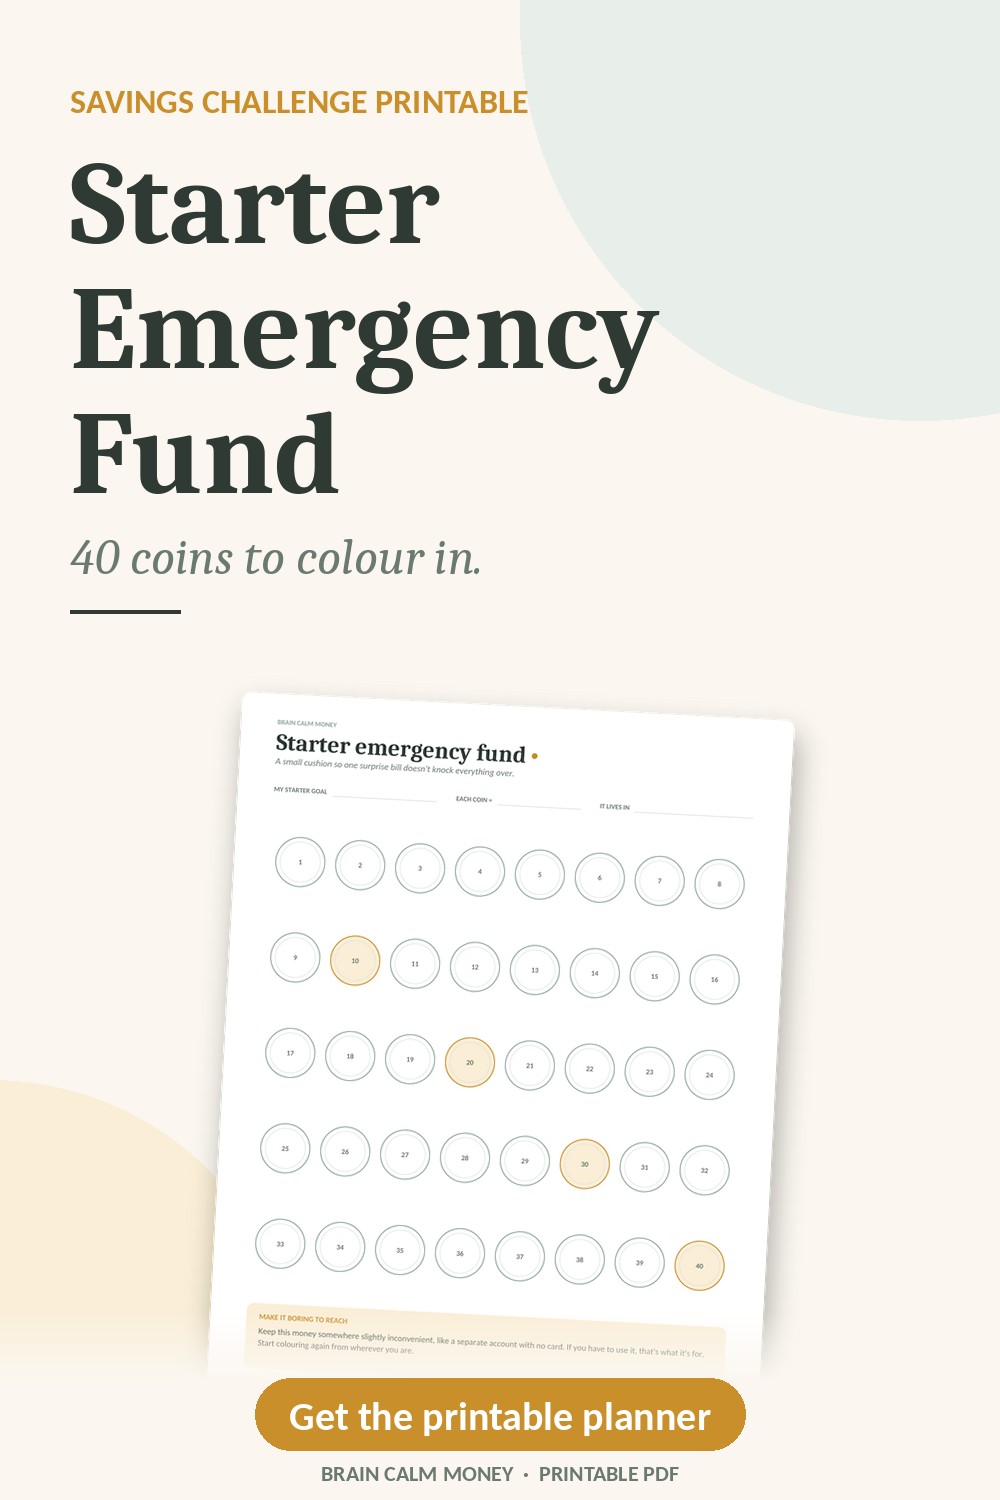 SAVINGS CHALLENGE PRINTABLE
Starter
Emergency
Fund
40 coins to colour in.
BRAIN CALM MONEY
Starter emergency fund •
A small cushion so one surprise bill doesn't knock everything over.
MY STARTER GOAL EACH COIN = IT LIVES IN
1 2 3 4 5 6 7 8
9 10 11 12 13 14 15 16
17 18 19 20 21 22 23 24
25 26 27 28 29 30 31 32
33 34 35 36 37 38 39 40
MAKE IT BORING TO REACH
Keep this money somewhere slightly inconvenient, like a separate account with no card. If you have to use it, that's what it's for.
Start colouring again from wherever you are.
Get the printable planner
BRAIN CALM MONEY · PRINTABLE PDF